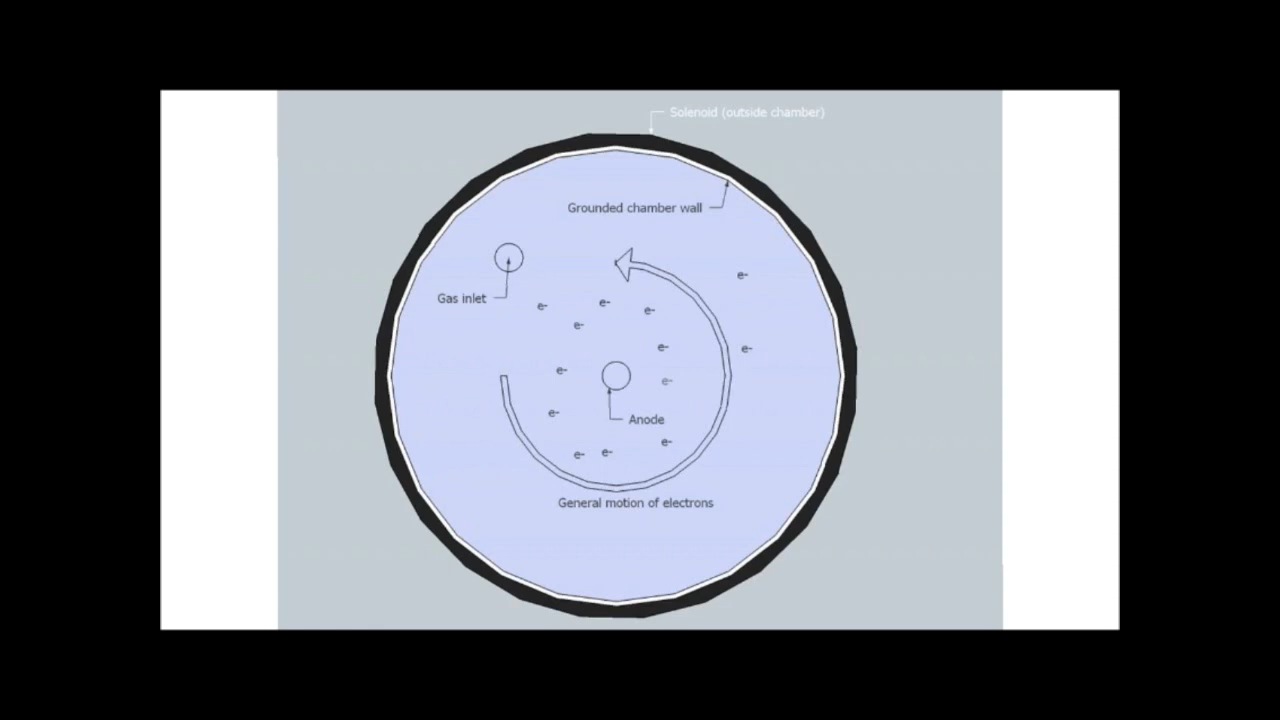 Solenoid (outside chamber)
Grounded chamber wall
e-
Gas inlet
e-
e-
e-
e-
e-
e-
e-
e-
e-
Anode
e-
e-
e-
General motion of electrons